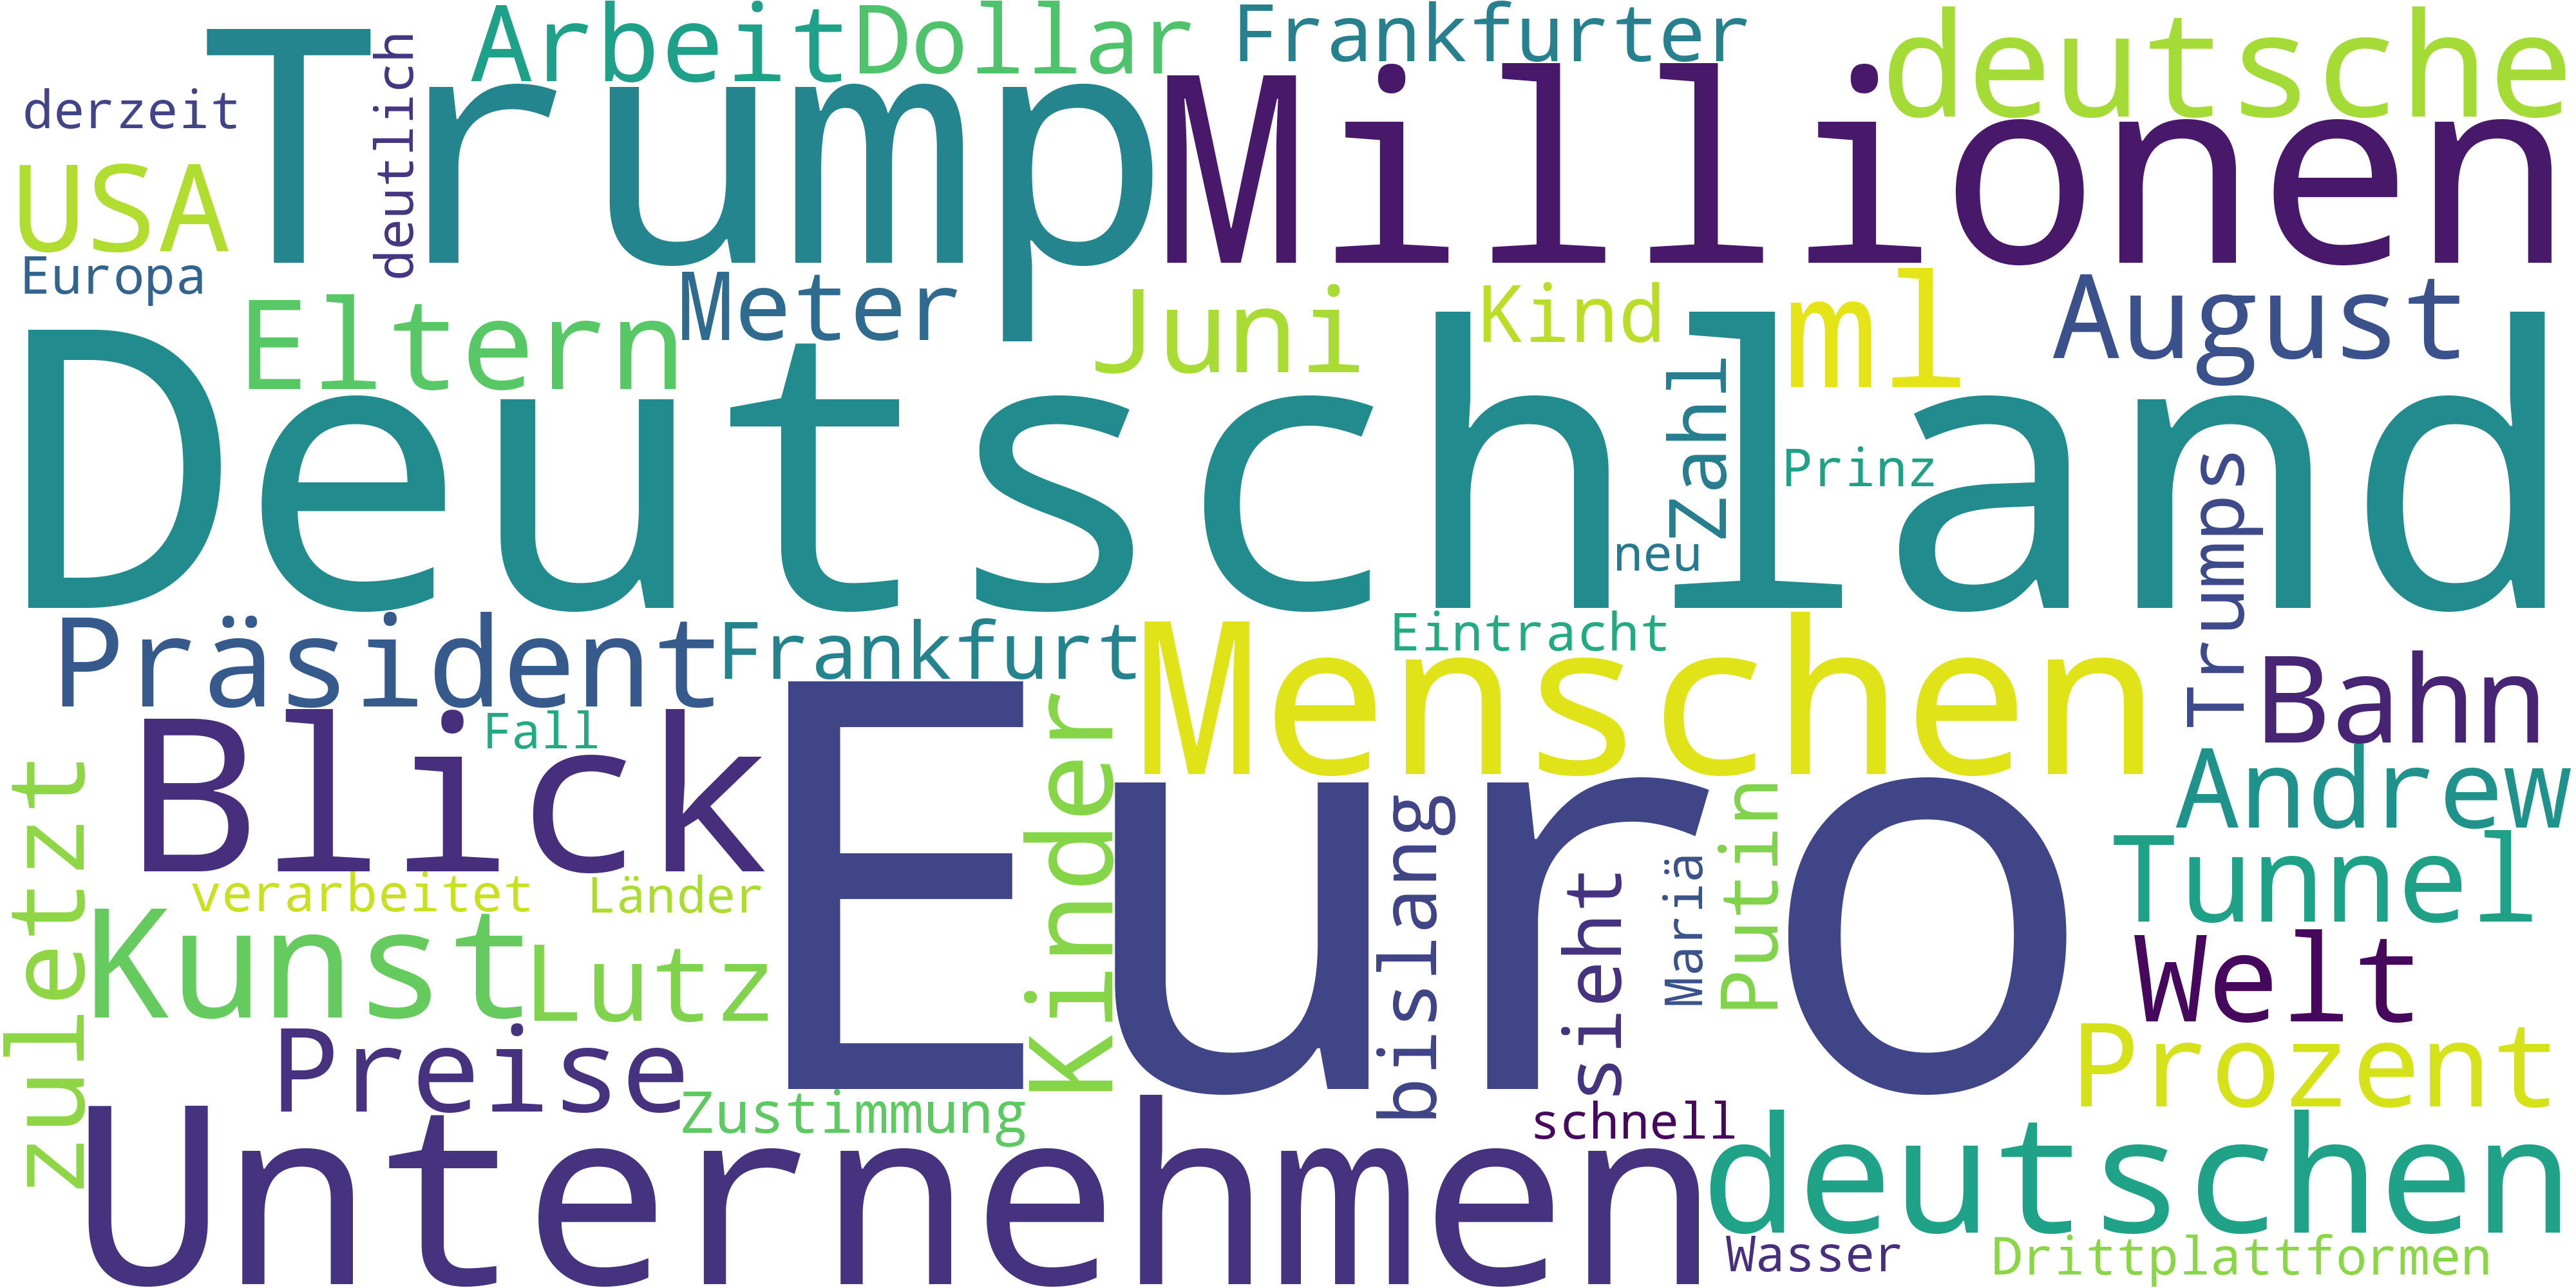 Arbeit
Dollar
Frankfurter
deutsche
derzeit
deutlich
Trump
Millionen
USA
Europa
Eltern
Meter
Juni
Kind
ml
August
Deutschland
Zahl
Prinz
neu
Trumps
Präsident
Frankfurt
Eintracht
Menschen
Bahn
Blick
Fall
Euro
Kinder
zuletzt
Andrew
Tunnel
bislang
sieht
Mariä
Putin
verarbeitet
Länder
Kunst
Lutz
Welt
Preise
Prozent
Zustimmung
schnell
Unternehmen
deutschen
Wasser
Drittplattformen